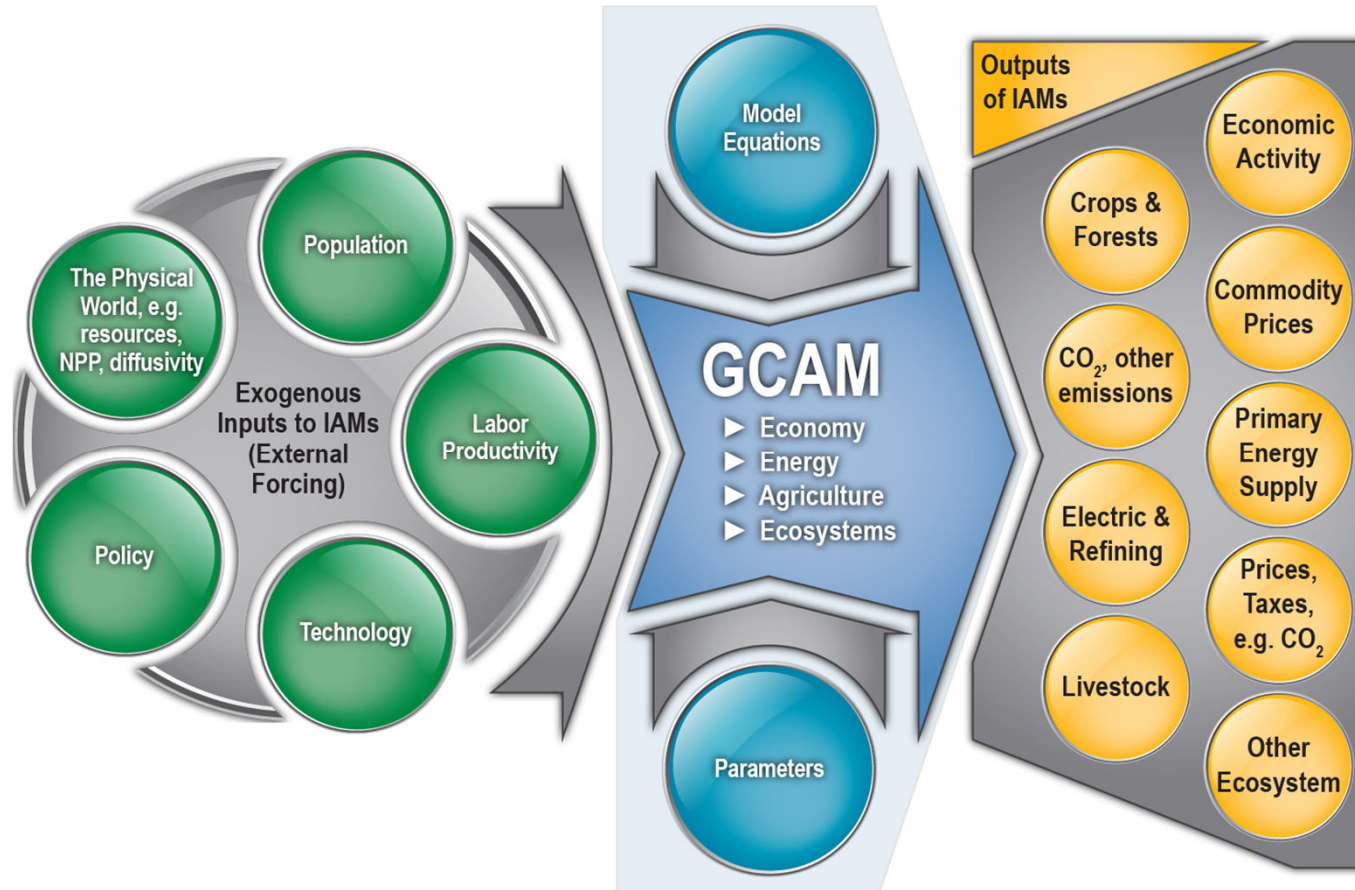 The Physical
World, e.g.
resources,
NPP, diffusivity
Population
Labor
Productivity
Technology
Policy
Exogenous
Inputs to IAMs
(External
Forcing)
Model
Equations
GCAM
► Economy
► Energy
► Agriculture
► Ecosystems
Parameters
Outputs
of IAMs
Crops &
Forests
CO₂, other
emissions
Electric &
Refining
Livestock
Economic
Activity
Commodity
Prices
Primary
Energy
Supply
Prices,
Taxes,
e.g. CO₂
Other
Ecosystem